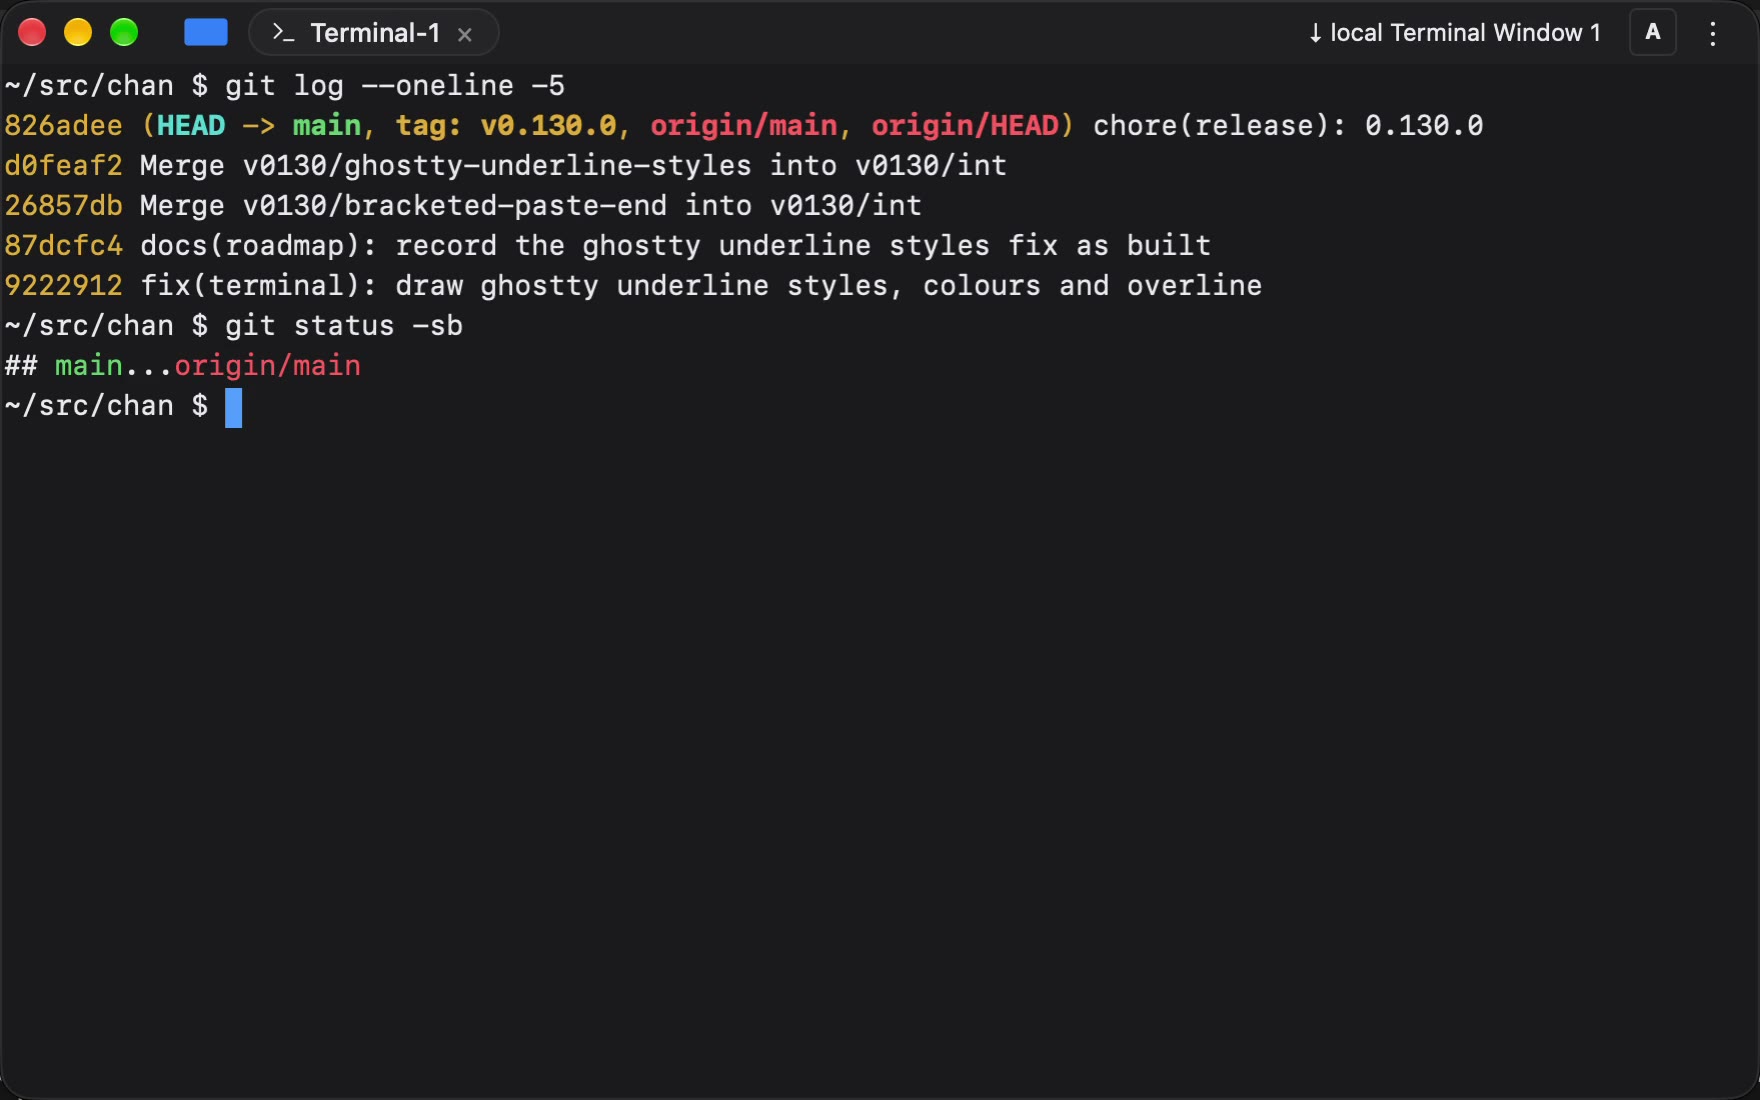 >_ Terminal-1 ×
↓ local Terminal Window 1
A
~/src/chan $ git log --oneline -5
826adee (HEAD -> main, tag: v0.130.0, origin/main, origin/HEAD) chore(release): 0.130.0
d0feaf2 Merge v0130/ghostty-underline-styles into v0130/int
26857db Merge v0130/bracketed-paste-end into v0130/int
87dcfc4 docs(roadmap): record the ghostty underline styles fix as built
9222912 fix(terminal): draw ghostty underline styles, colours and overline
~/src/chan $ git status -sb
## main...origin/main
~/src/chan $